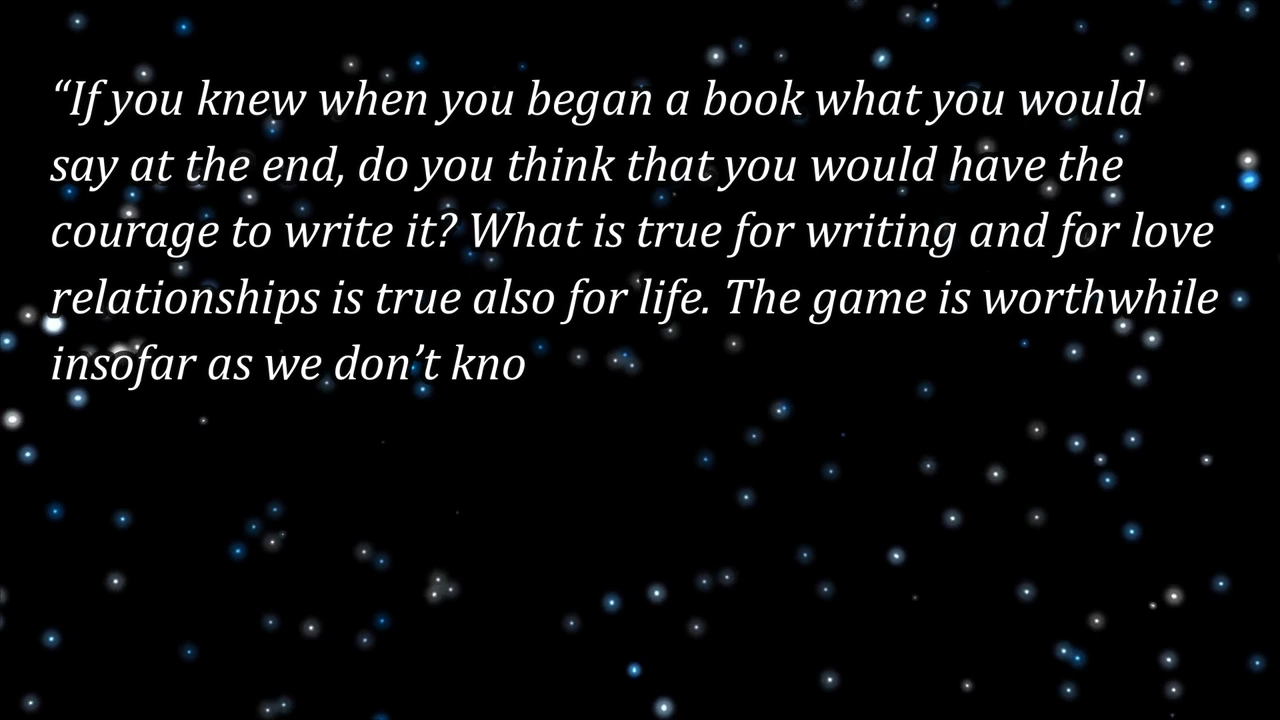 “If you knew when you began a book what you would
say at the end, do you think that you would have the
courage to write it? What is true for writing and for love
relationships is true also for life. The game is worthwhile
insofar as we don’t kno